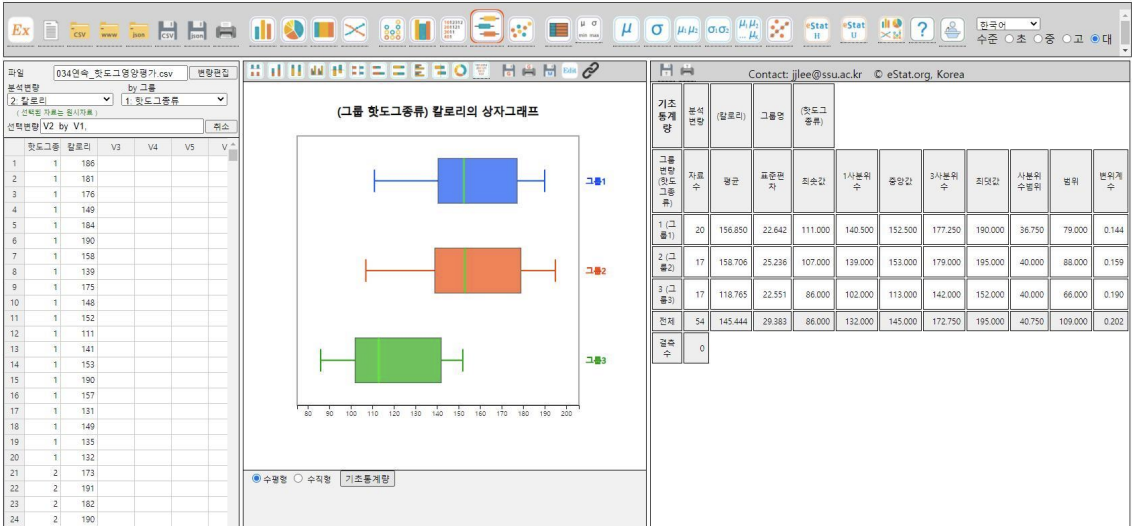 Ex CSV www json CSV json μ σ min max μ σ μ₁μ₂ σ₁σ₂ μ₁μ₂ .. μₖ eStat H eStat U ? 한국어
수준 초 중 고 대
파일 034연속_핫도그영양평가.csv 변량편집
분석변량 by 그룹
2: 칼로리 1: 핫도그종류
( 선택된 자료는 원시자료 )
선택변량 V2 by V1, 취소
핫도그종 칼로리 V3 V4 V5 V
1 1 186
2 1 181
3 1 176
4 1 149
5 1 184
6 1 190
7 1 158
8 1 139
9 1 175
10 1 148
11 1 152
12 1 111
13 1 141
14 1 153
15 1 190
16 1 157
17 1 131
18 1 149
19 1 135
20 1 132
21 2 173
22 2 191
23 2 182
24 2 190
Edit
(그룹 핫도그종류) 칼로리의 상자그래프
그룹1
그룹2
그룹3
80 90 100 110 120 130 140 150 160 170 180 190 200
수평형 수직형 기초통계량
Contact: jjlee@ssu.ac.kr © eStat.org, Korea
기초통계량 분석변량 (칼로리) 그룹명 (핫도그종류)
그룹변량 (핫도그종류) 자료수 평균 표준편차 최솟값 1사분위수 중앙값 3사분위수 최댓값 사분위수범위 범위 변위계수
1 (그룹1) 20 156.850 22.642 111.000 140.500 152.500 177.250 190.000 36.750 79.000 0.144
2 (그룹2) 17 158.706 25.236 107.000 139.000 153.000 179.000 195.000 40.000 88.000 0.159
3 (그룹3) 17 118.765 22.551 86.000 102.000 113.000 142.000 152.000 40.000 66.000 0.190
전체 54 145.444 29.383 86.000 132.000 145.000 172.750 195.000 40.750 109.000 0.202
결측수 0